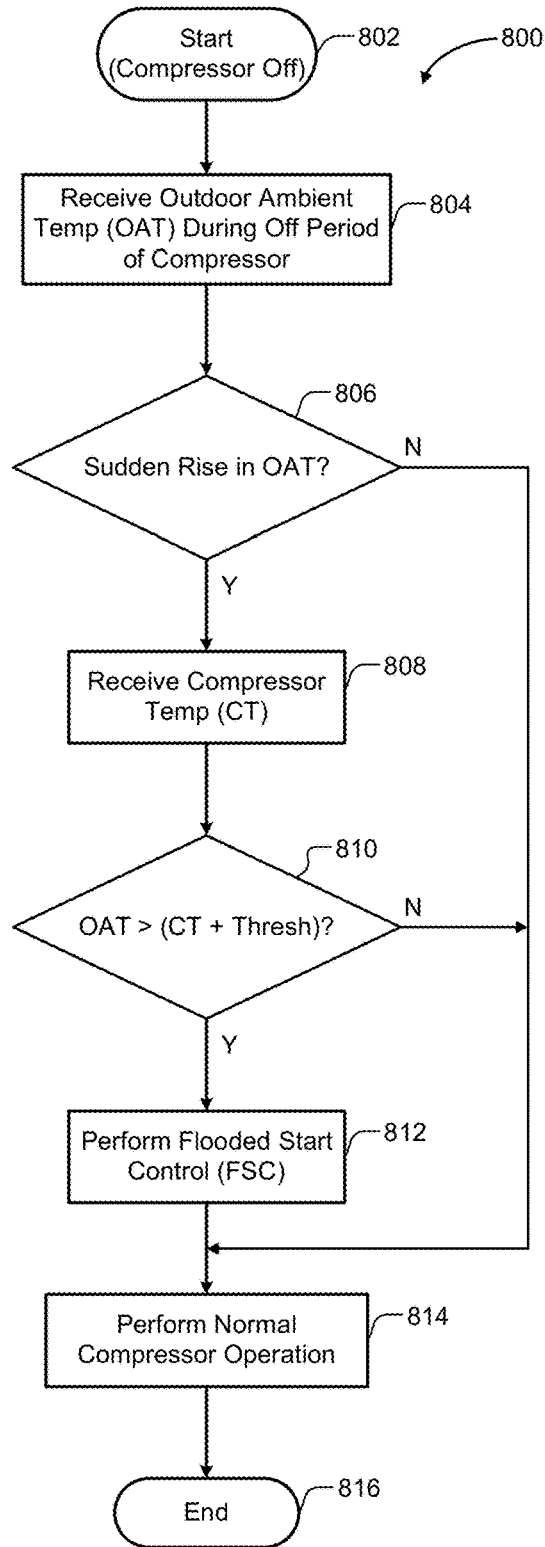 Start
(Compressor Off)
802
800
Receive Outdoor Ambient
Temp (OAT) During Off Period
of Compressor
804
806
Sudden Rise in OAT?
N
Y
Receive Compressor
Temp (CT)
808
810
OAT > (CT + Thresh)?
N
Y
Perform Flooded Start
Control (FSC)
812
Perform Normal
Compressor Operation
814
End
816